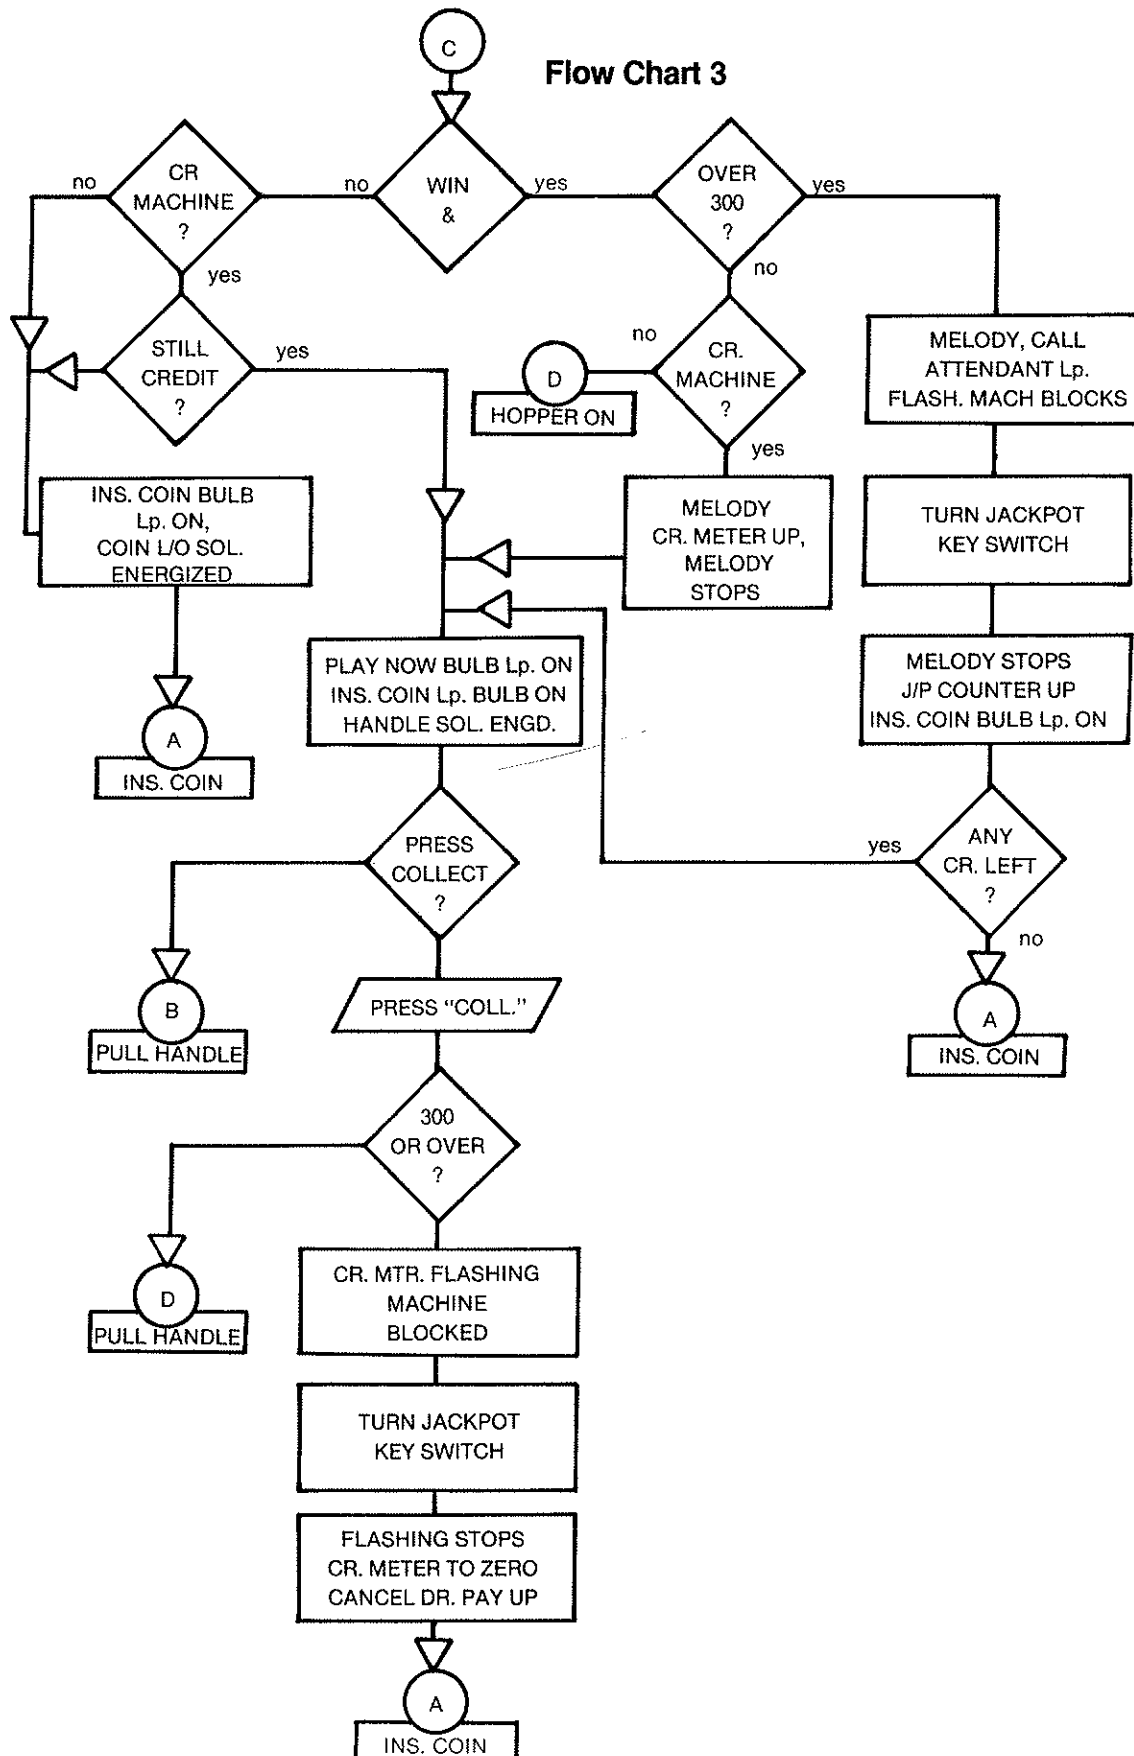 C
Flow Chart 3
CR
MACHINE
?
no
yes
no
WIN
&
yes
OVER
300
?
yes
no
STILL
CREDIT
?
yes
no
D
HOPPER ON
CR.
MACHINE
?
yes
MELODY, CALL
ATTENDANT Lp.
FLASH. MACH BLOCKS
INS. COIN BULB
Lp. ON,
COIN L/O SOL.
ENERGIZED
MELODY
CR. METER UP,
MELODY
STOPS
TURN JACKPOT
KEY SWITCH
PLAY NOW BULB Lp. ON
INS. COIN Lp. BULB ON
HANDLE SOL. ENGD.
MELODY STOPS
J/P COUNTER UP
INS. COIN BULB Lp. ON
A
INS. COIN
PRESS
COLLECT
?
yes
ANY
CR. LEFT
?
no
B
PULL HANDLE
PRESS "COLL."
A
INS. COIN
300
OR OVER
?
D
PULL HANDLE
CR. MTR. FLASHING
MACHINE
BLOCKED
TURN JACKPOT
KEY SWITCH
FLASHING STOPS
CR. METER TO ZERO
CANCEL DR. PAY UP
A
INS. COIN